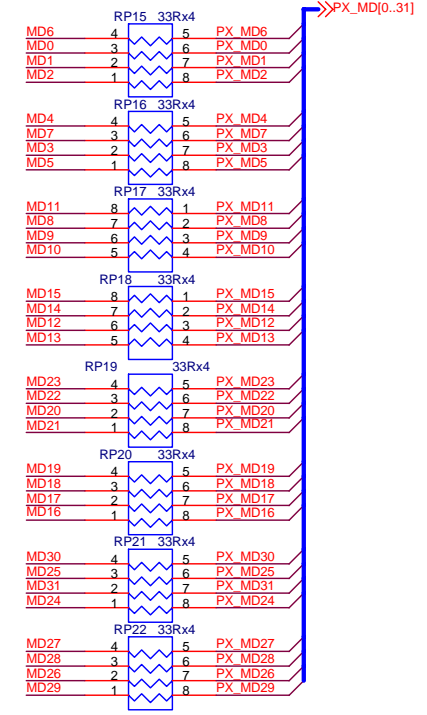 PX_MD[0..31]
RP15 33Rx4
MD6 4 5 PX_MD6
MD0 3 6 PX_MD0
MD1 2 7 PX_MD1
MD2 1 8 PX_MD2
RP16 33Rx4
MD4 4 5 PX_MD4
MD7 3 6 PX_MD7
MD3 2 7 PX_MD3
MD5 1 8 PX_MD5
RP17 33Rx4
MD11 8 1 PX_MD11
MD8 7 2 PX_MD8
MD9 6 3 PX_MD9
MD10 5 4 PX_MD10
RP18 33Rx4
MD15 8 1 PX_MD15
MD14 7 2 PX_MD14
MD12 6 3 PX_MD12
MD13 5 4 PX_MD13
RP19 33Rx4
MD23 4 5 PX_MD23
MD22 3 6 PX_MD22
MD20 2 7 PX_MD20
MD21 1 8 PX_MD21
RP20 33Rx4
MD19 4 5 PX_MD19
MD18 3 6 PX_MD18
MD17 2 7 PX_MD17
MD16 1 8 PX_MD16
RP21 33Rx4
MD30 4 5 PX_MD30
MD25 3 6 PX_MD25
MD31 2 7 PX_MD31
MD24 1 8 PX_MD24
RP22 33Rx4
MD27 4 5 PX_MD27
MD28 3 6 PX_MD28
MD26 2 7 PX_MD26
MD29 1 8 PX_MD29